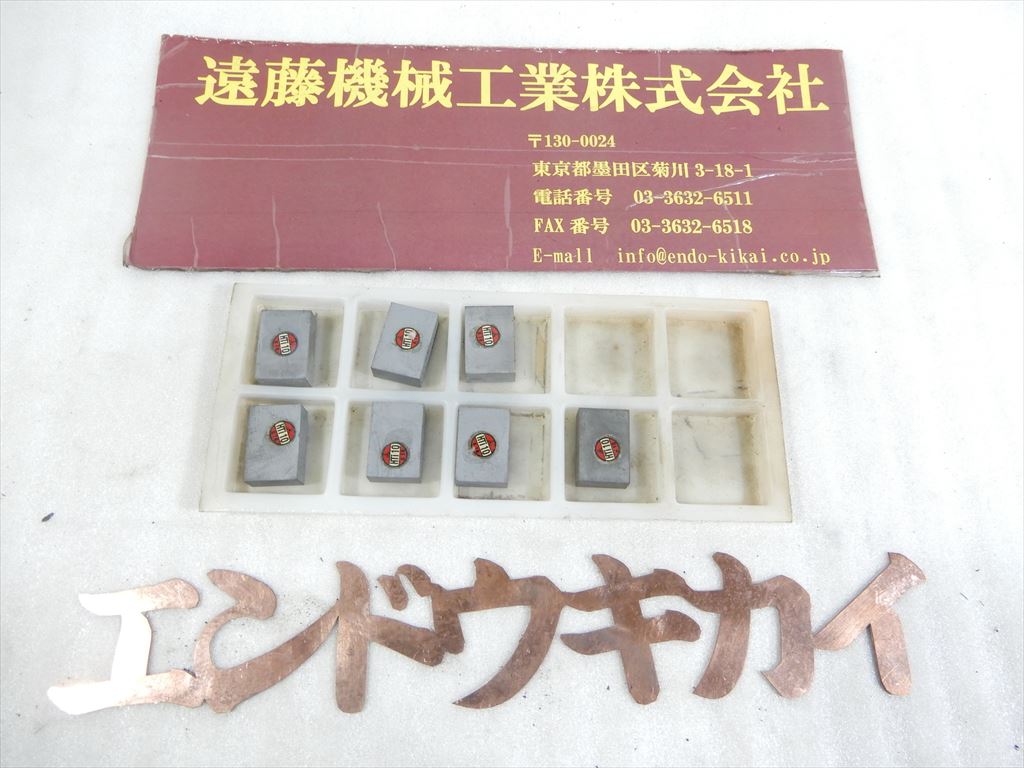 遠藤機械工業株式会社
〒130-0024
東京都墨田区菊川 3-18-1
電話番号 03-3632-6511
FAX 番号 03-3632-6518
E-mail info@endo-kikai.co.jp
エンドウキカイ